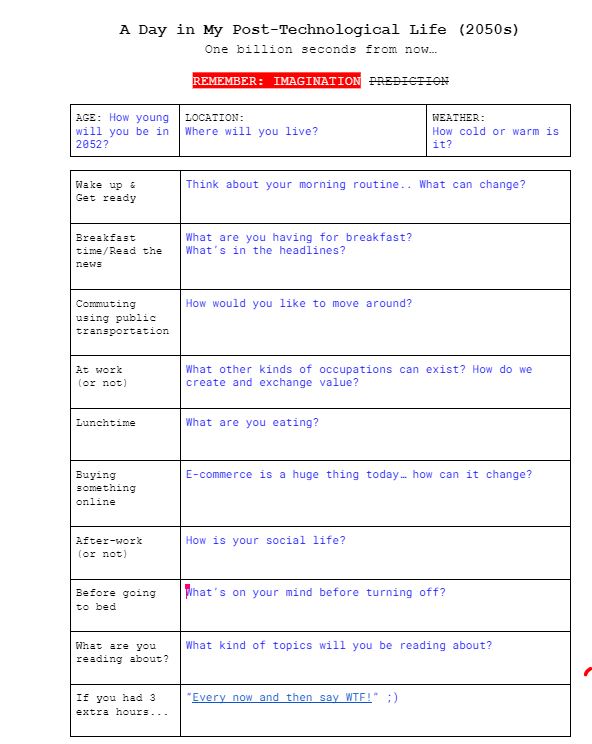 A Day in My Post-Technological Life (2050s)
One billion seconds from now…
REMEMBER: IMAGINATION PREDICTION
AGE: How young
will you be in
2052?
LOCATION:
Where will you live?
WEATHER:
How cold or warm is
it?
Wake up &
Get ready
Think about your morning routine.. What can change?
Breakfast
time/Read the
news
What are you having for breakfast?
What's in the headlines?
Commuting
using public
transportation
How would you like to move around?
At work
(or not)
What other kinds of occupations can exist? How do we
create and exchange value?
Lunchtime
What are you eating?
Buying
something
online
E-commerce is a huge thing today… how can it change?
After-work
(or not)
How is your social life?
Before going
to bed
What's on your mind before turning off?
What are you
reading about?
What kind of topics will you be reading about?
If you had 3
extra hours...
"Every now and then say WTF!" ;)